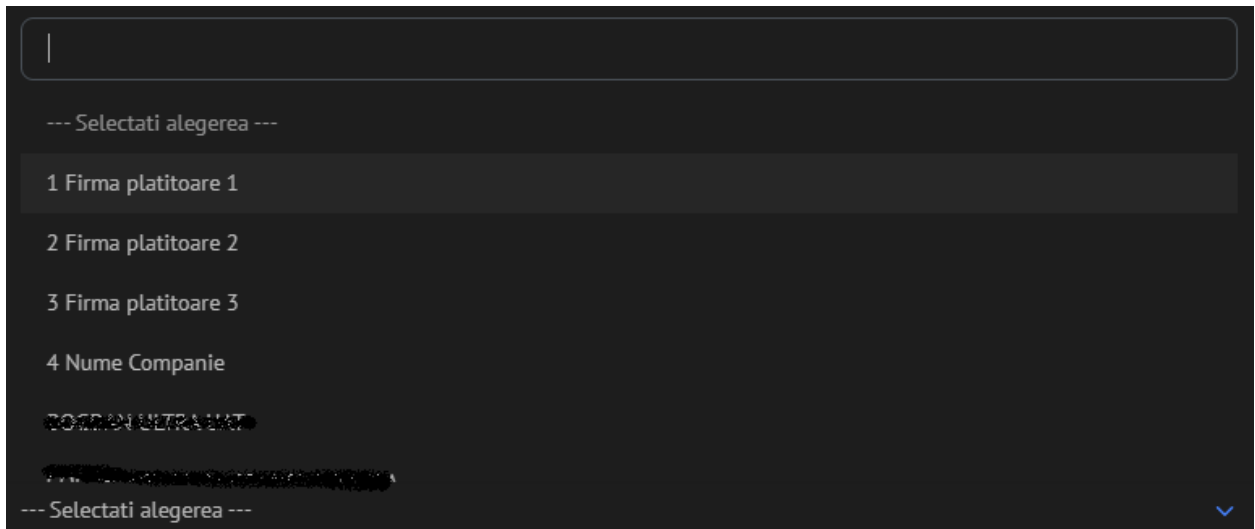 --- Selectati alegerea ---
1 Firma platitoare 1
2 Firma platitoare 2
3 Firma platitoare 3
4 Nume Companie
--- Selectati alegerea ---